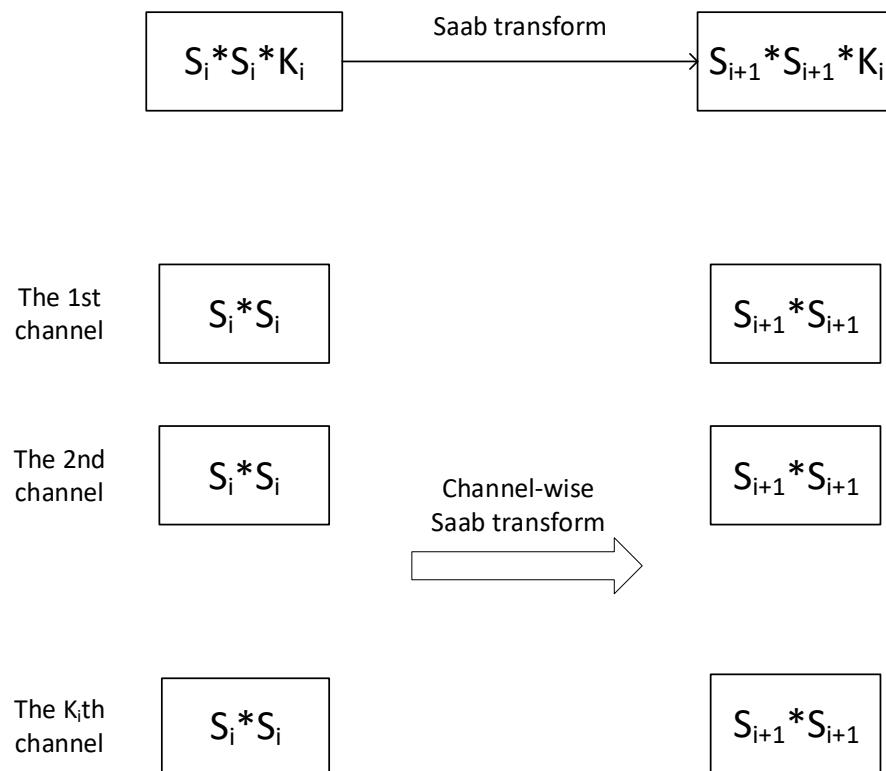 Saab transform
Sᵢ*Sᵢ*Kᵢ
Sᵢ₊₁*Sᵢ₊₁*Kᵢ
The 1st
channel
Sᵢ*Sᵢ
Sᵢ₊₁*Sᵢ₊₁
The 2nd
channel
Sᵢ*Sᵢ
Sᵢ₊₁*Sᵢ₊₁
Channel-wise
Saab transform
The Kᵢth
channel
Sᵢ*Sᵢ
Sᵢ₊₁*Sᵢ₊₁